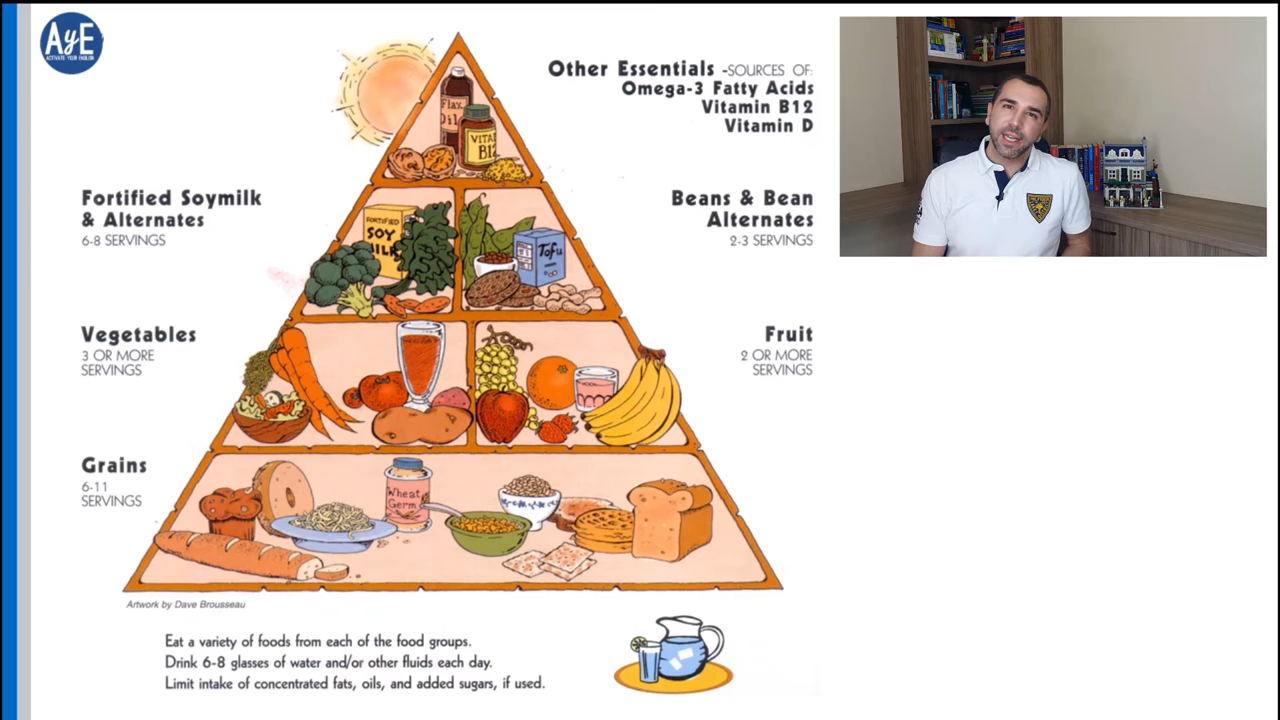 AyE
ACTIVATE YOUR ENGLISH
Other Essentials -SOURCES OF:
Omega-3 Fatty Acids
Vitamin B12
Vitamin D
Flax
Oil
VITA
B12
Fortified Soymilk
& Alternates
6-8 SERVINGS
Beans & Bean
Alternates
2-3 SERVINGS
FORTIFIED
SOY
MILK
Tofu
Vegetables
3 OR MORE
SERVINGS
Fruit
2 OR MORE
SERVINGS
Grains
6-11
SERVINGS
Wheat
Germ
Artwork by Dave Brousseau
Eat a variety of foods from each of the food groups.
Drink 6-8 glasses of water and/or other fluids each day.
Limit intake of concentrated fats, oils, and added sugars, if used.